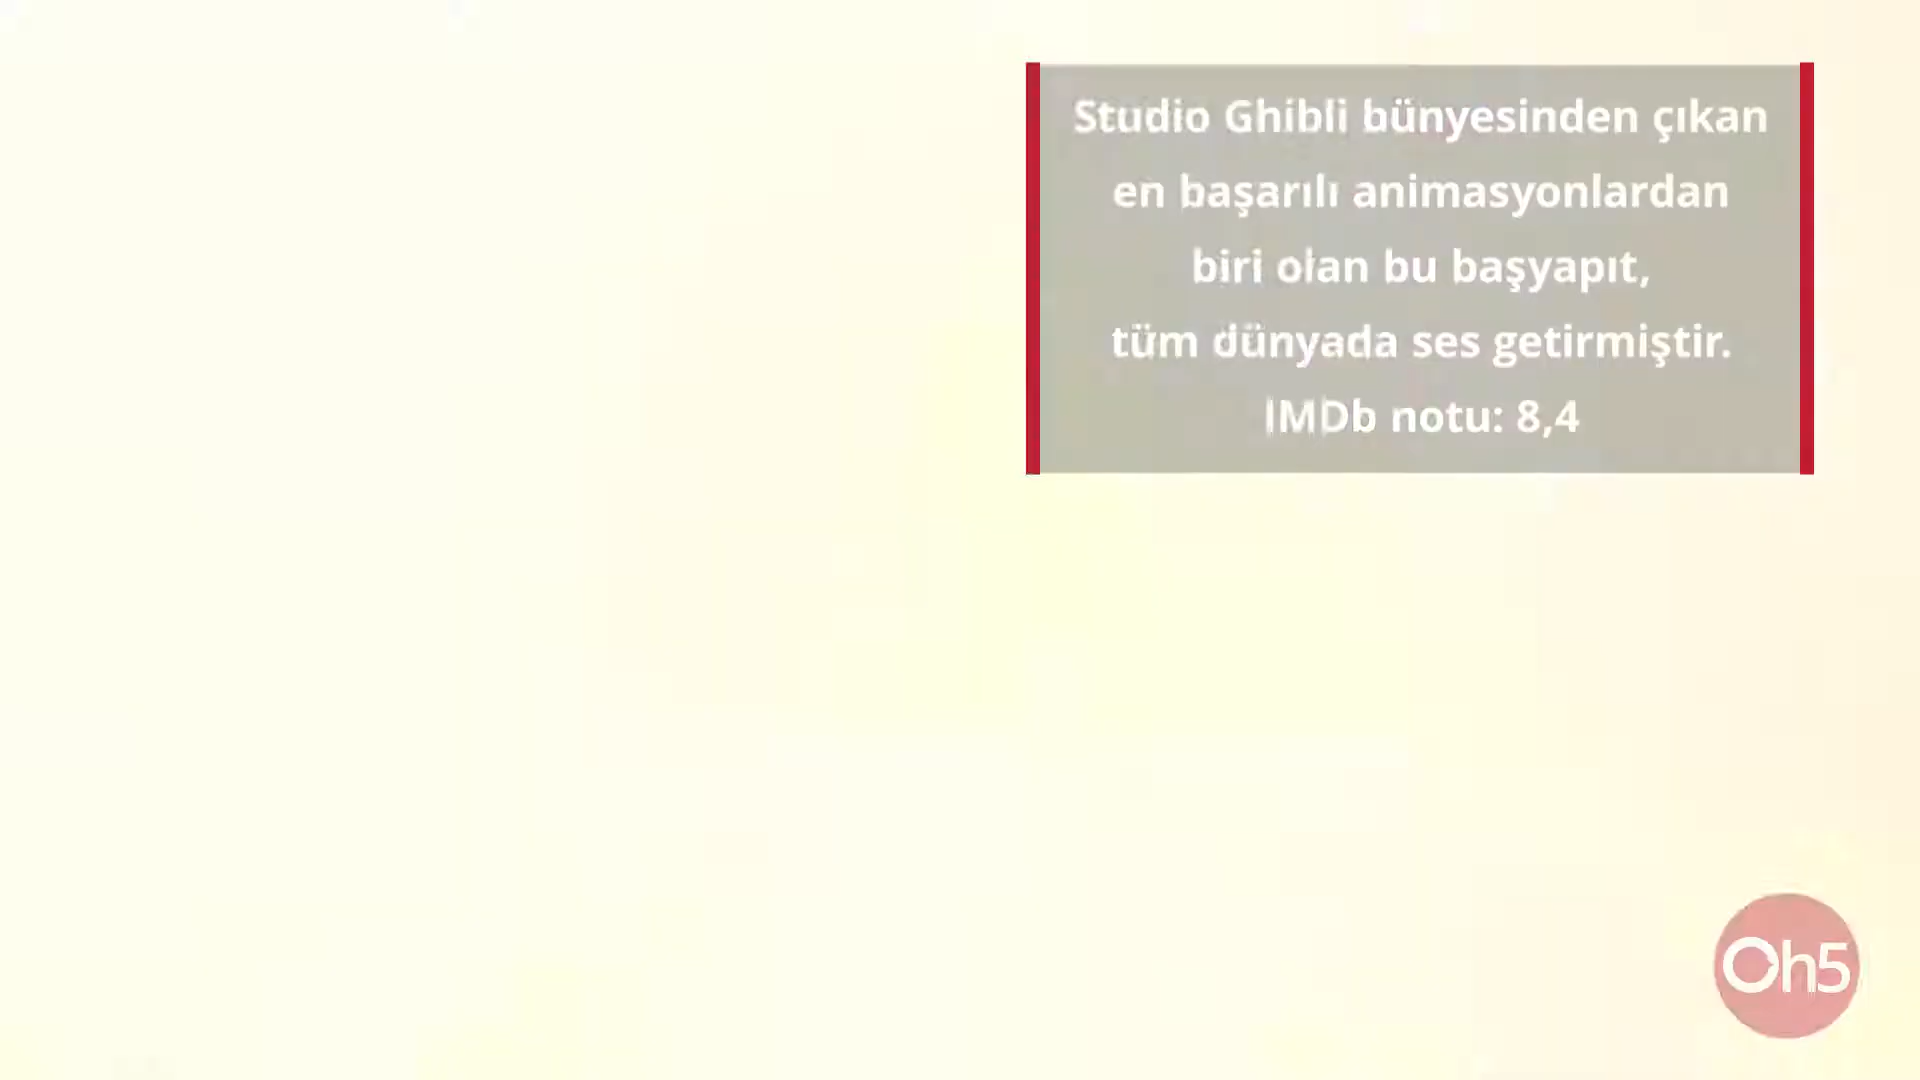 Studio Ghibli bünyesinden çıkan
en başarılı animasyonlardan
biri olan bu başyapıt,
tüm dünyada ses getirmiştir.
IMDb notu: 8,4
Oh5